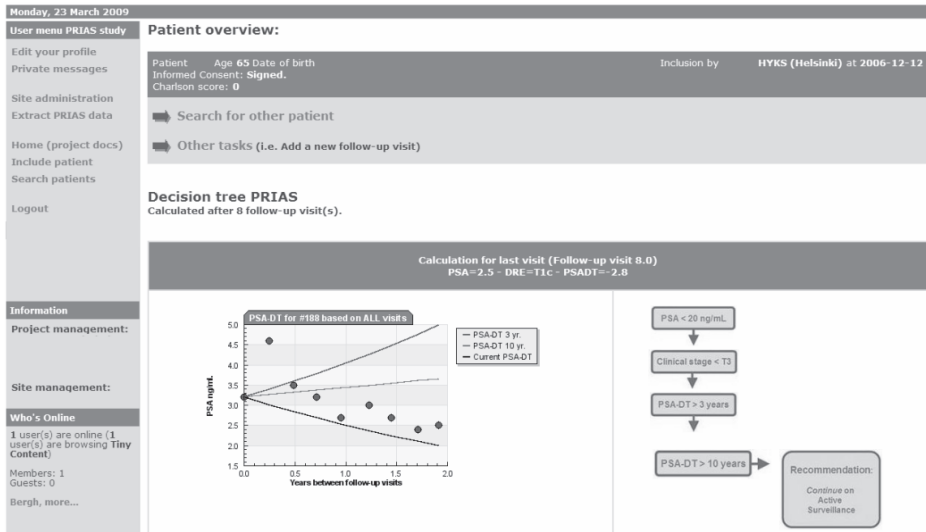 Monday, 23 March 2009
User menu PRIAS study
Edit your profile
Private messages
Site administration
Extract PRIAS data
Home (project docs)
Include patient
Search patients
Logout
Information
Project management:
Site management:
Who's Online
1 user(s) are online (1
user(s) are browsing Tiny
Content)
Members: 1
Guests: 0
Bergh, more...
Patient overview:
Patient Age 65 Date of birth Inclusion by HYKS (Helsinki) at 2006-12-12
Informed Consent: Signed.
Charlson score: 0
Search for other patient
Other tasks (i.e. Add a new follow-up visit)
Decision tree PRIAS
Calculated after 8 follow-up visit(s).
Calculation for last visit (Follow-up visit 8.0)
PSA=2.5 - DRE=T1c - PSADT=-2.8
PSA-DT for #188 based on ALL visits
PSA ng/ml.
5.0
4.5
4.0
3.5
3.0
2.5
2.0
1.5
0.0 0.5 1.0 1.5 2.0
Years between follow-up visits
PSA-DT 3 yr.
PSA-DT 10 yr.
Current PSA-DT
PSA < 20 ng/mL
Clinical stage < T3
PSA-DT > 3 years
PSA-DT > 10 years
Recommendation:
Continue on
Active
Surveillance